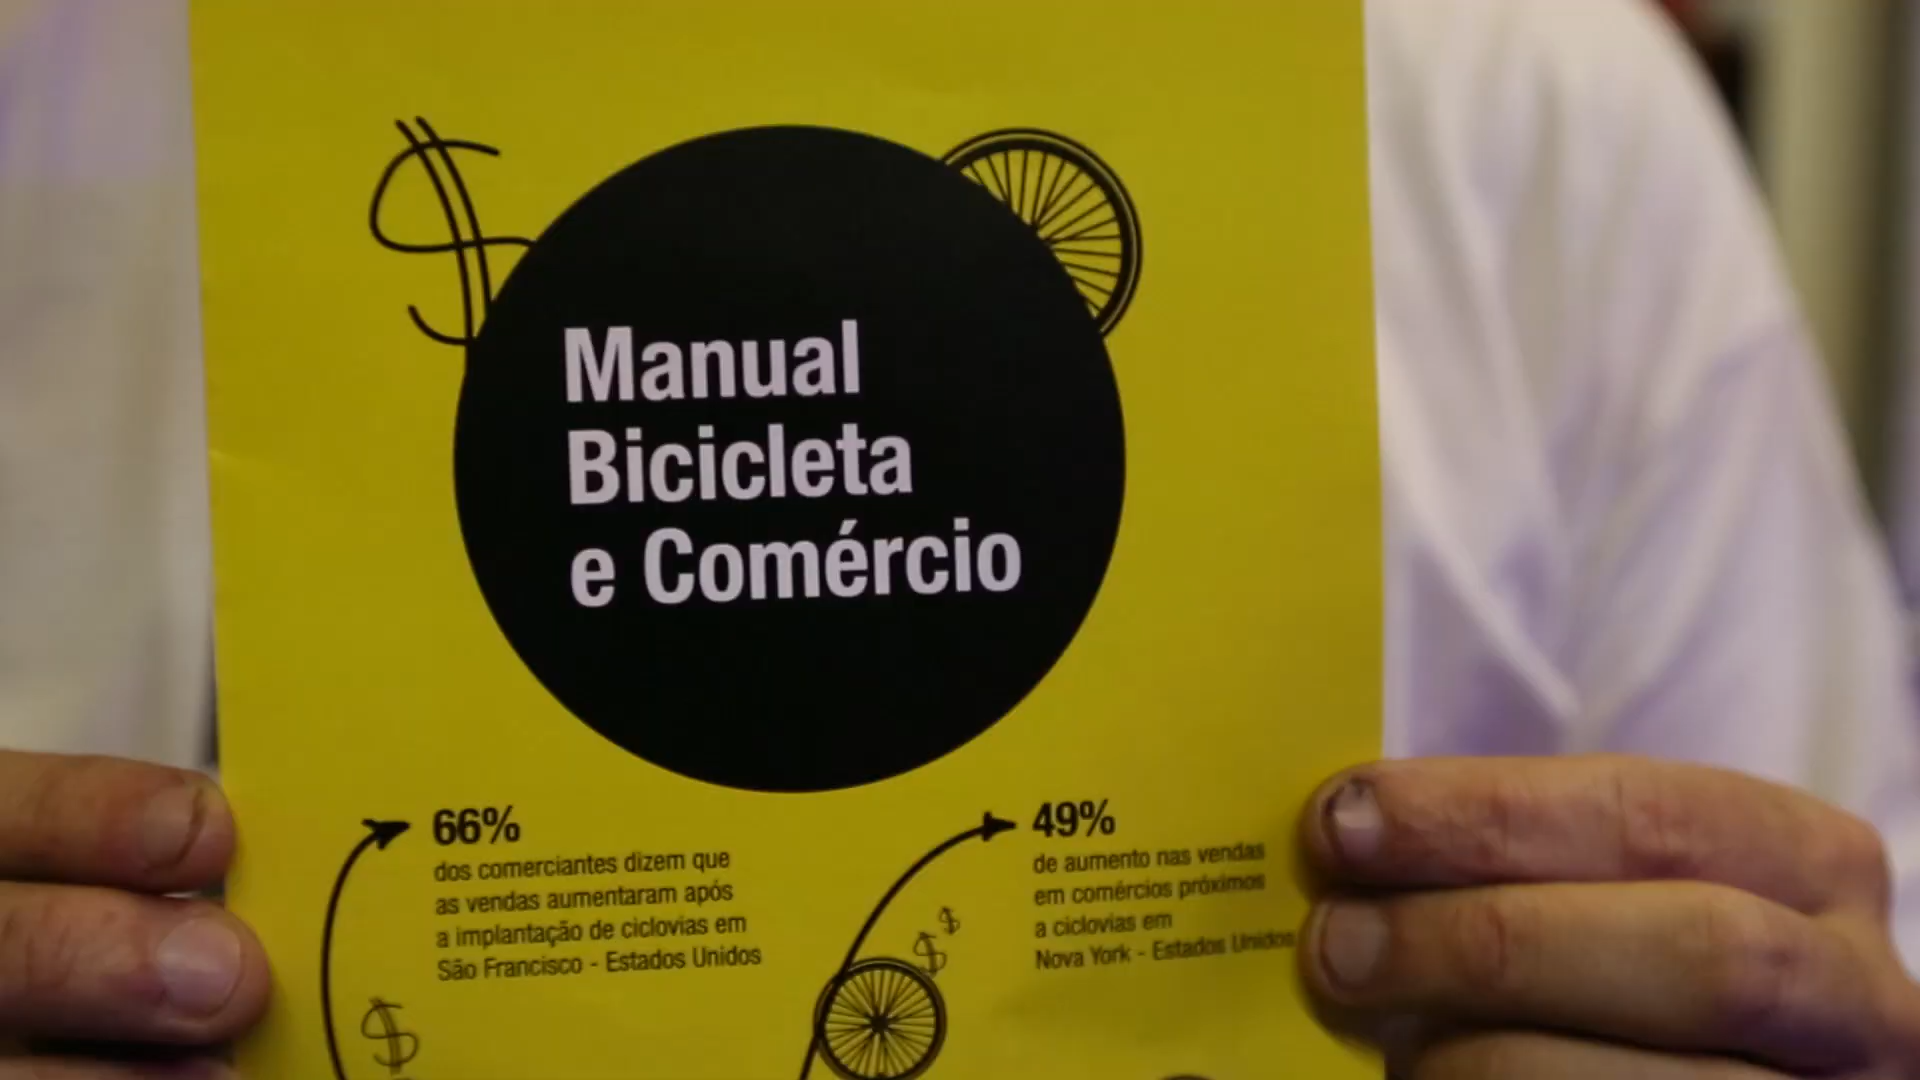 Manual
Bicicleta
e Comércio
66%
dos comerciantes dizem que
as vendas aumentaram após
a implantação de ciclovias em
São Francisco - Estados Unidos
49%
de aumento nas vendas
em comércios próximos
a ciclovias em
Nova York - Estados Unidos